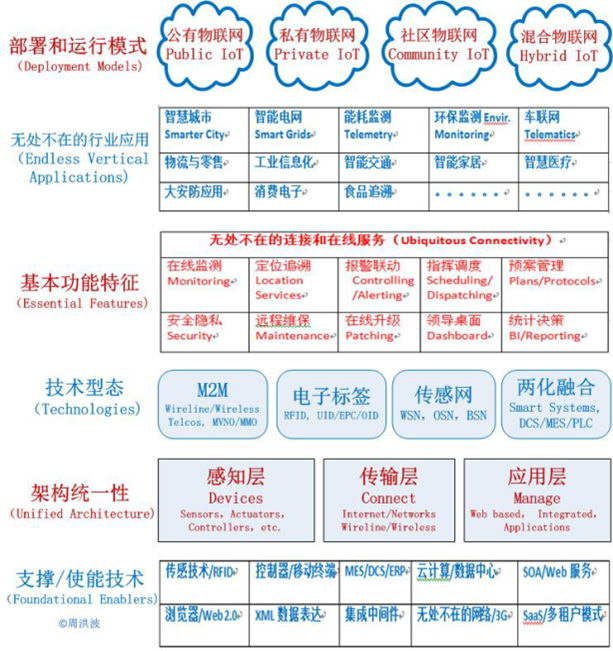 部署和运行模式
(Deployment Models)
公有物联网
Public IoT
私有物联网
Private IoT
社区物联网
Community IoT
混合物联网
Hybrid IoT
无处不在的行业应用
(Endless Vertical
Applications)
智慧城市
Smarter City
智能电网
Smart Grids
能耗监测
Telemetry
环保监测 Envir.
Monitoring
车联网
Telematics
物流与零售
工业信息化
智能交通
智能家居
智慧医疗
大安防应用
消费电子
食品追溯
。。。。。。
。。。。。。
基本功能特征
(Essential Features)
无处不在的连接和在线服务（Ubiquitous Connectivity）
在线监测
Monitoring
定位追溯
Location
Services
报警联动
Controlling
/Alerting
指挥调度
Scheduling/
Dispatching
预案管理
Plans/Protocols
安全隐私
Security
远程维保
Maintenance
在线升级
Patching
领导桌面
Dashboard
统计决策
BI/Reporting
技术型态
(Technologies)
M2M
Wireline/Wireless
Telcos, MVNO/MMO
电子标签
RFID, UID/EPC/OID
传感网
WSN, OSN, BSN
两化融合
Smart Systems,
DCS/MES/PLC
架构统一性
(Unified Architecture)
感知层
Devices
Sensors, Actuators,
Controllers, etc.
传输层
Connect
Internet/Networks
Wireline/Wireless
应用层
Manage
Web based, Integrated,
Applications
支撑/使能技术
(Foundational Enablers)
©周洪波
传感技术/RFID
控制器/移动终端
MES/DCS/ERP
云计算/数据中心
SOA/Web 服务
浏览器/Web2.0
XML 数据表达
集成中间件
无处不在的网络/3G
SaaS/多租户模式